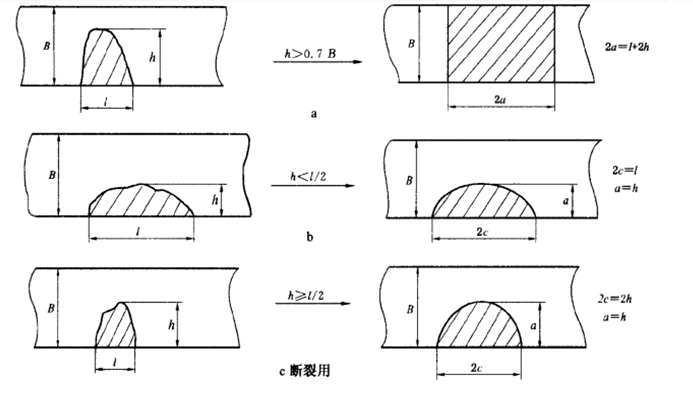 B
h
l
h>0.7 B
B
2a
2a=l+2h
a
B
h
l
h<l/2
B
a
2c
2c=l
a=h
b
B
h
l
h≥l/2
B
a
2c
2c=2h
a=h
c 断裂用